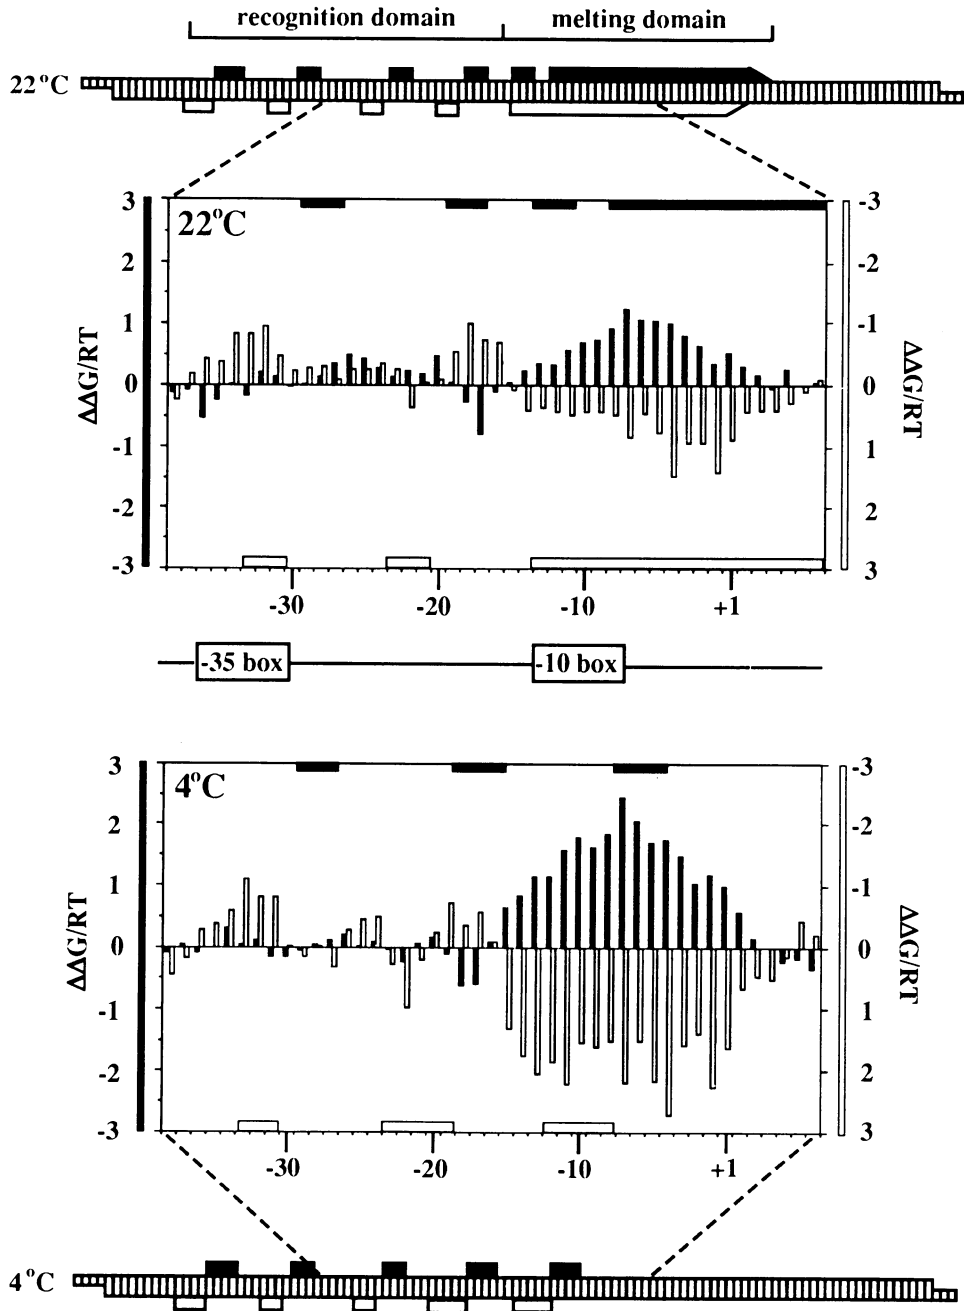 recognition domain melting domain
22°C
3 -3
22°C
2 -2
1 -1
0 0
-1 1
-2 2
-3 3
ΔΔG/RT
ΔΔG/RT
-30 -20 -10 +1
-35 box -10 box
3 -3
4°C
2 -2
1 -1
0 0
-1 1
-2 2
-3 3
ΔΔG/RT
ΔΔG/RT
-30 -20 -10 +1
4°C